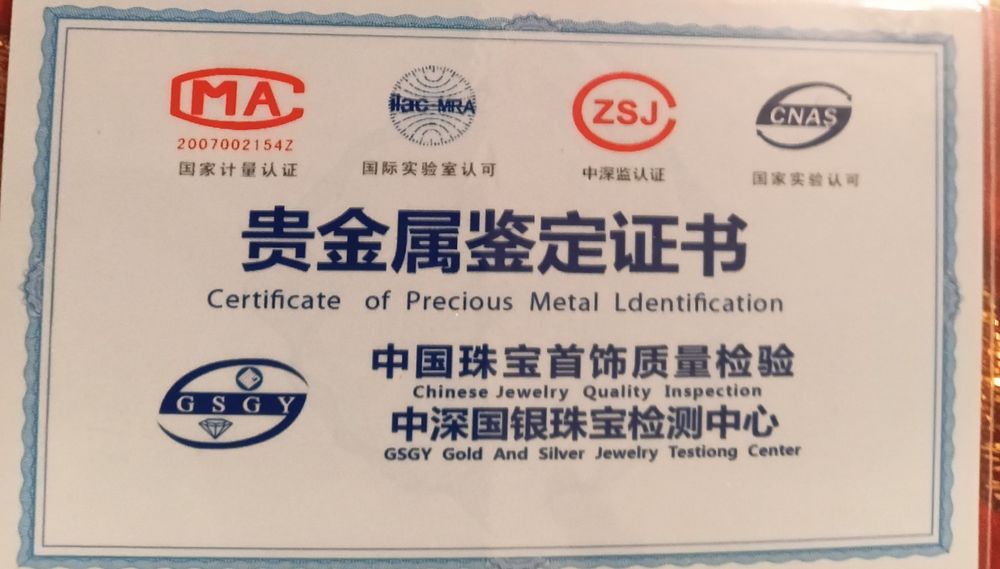 CMA ilac-MRA ZSJ CNAS
2007002154Z
国家计量认证 国际实验室认可 中深监认证 国家实验认可
贵金属鉴定证书
Certificate of Precious Metal Ldentification
中国珠宝首饰质量检验
Chinese Jewelry Quality Inspection
GSGY
中深国银珠宝检测中心
GSGY Gold And Silver Jewelry Testiong Center